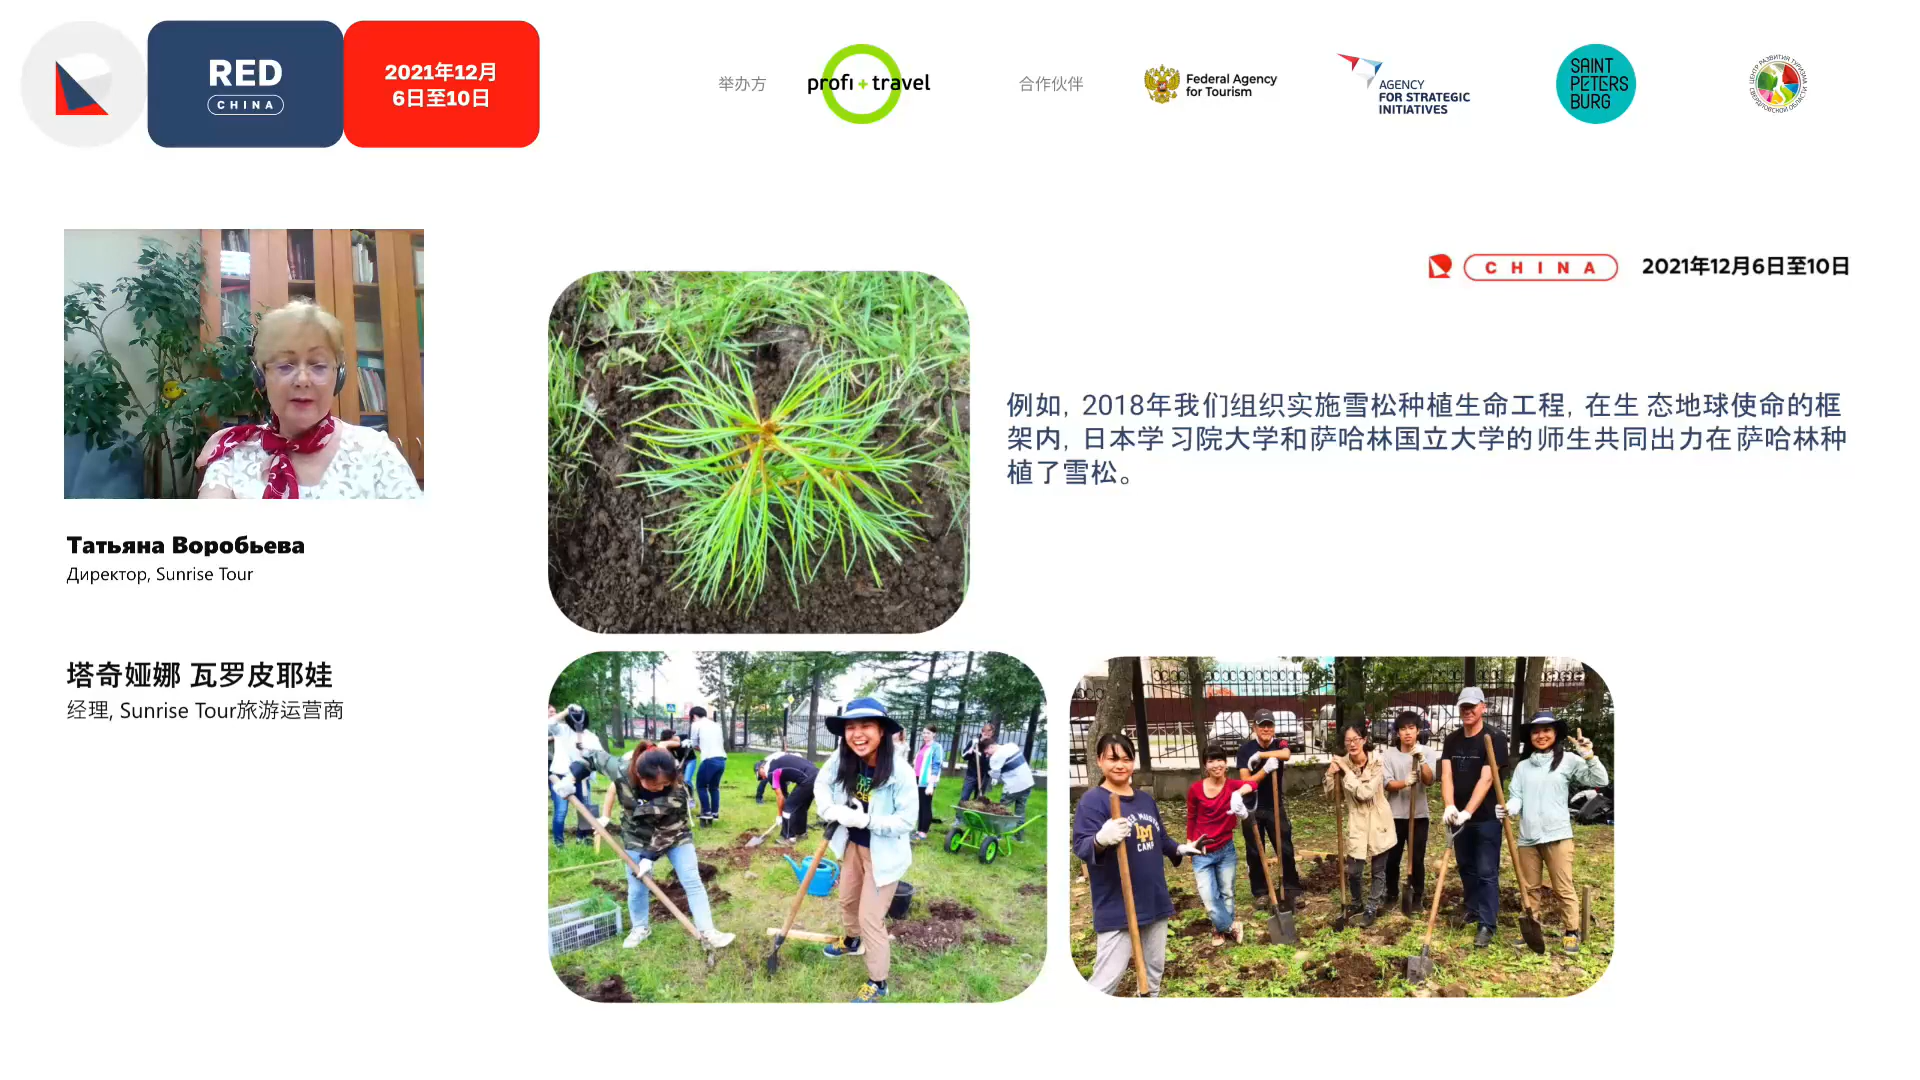 RED
CHINA
2021年12月
6日至10日
举办方
profi+travel
合作伙伴
Federal Agency
for Tourism
AGENCY
FOR STRATEGIC
INITIATIVES
SAINT
PETERS
BURG
ЦЕНТР РАЗВИТИЯ ТУРИЗМА
СВЕРДЛОВСКОЙ ОБЛАСТИ
CHINA 2021年12月6日至10日
例如, 2018年我们组织实施雪松种植生命工程, 在生 态地球使命的框
架内, 日本学 习院大学和萨哈林国立大学的 师生共同出力在 萨哈林种
植了雪松。
Татьяна Воробьева
Директор, Sunrise Tour
塔奇娅娜 瓦罗皮耶娃
经理, Sunrise Tour旅游运营商